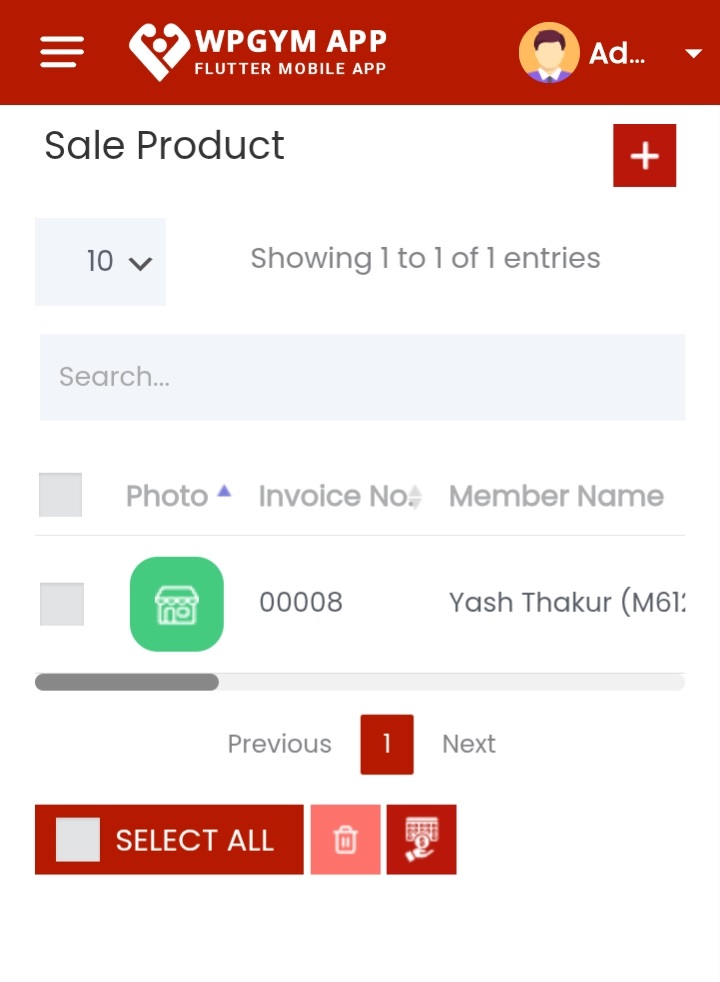 WPGYM APP
FLUTTER MOBILE APP
Ad...
Sale Product
10
Showing 1 to 1 of 1 entries
Search...
Photo Invoice No. Member Name
00008 Yash Thakur (M61
Previous 1 Next
SELECT ALL